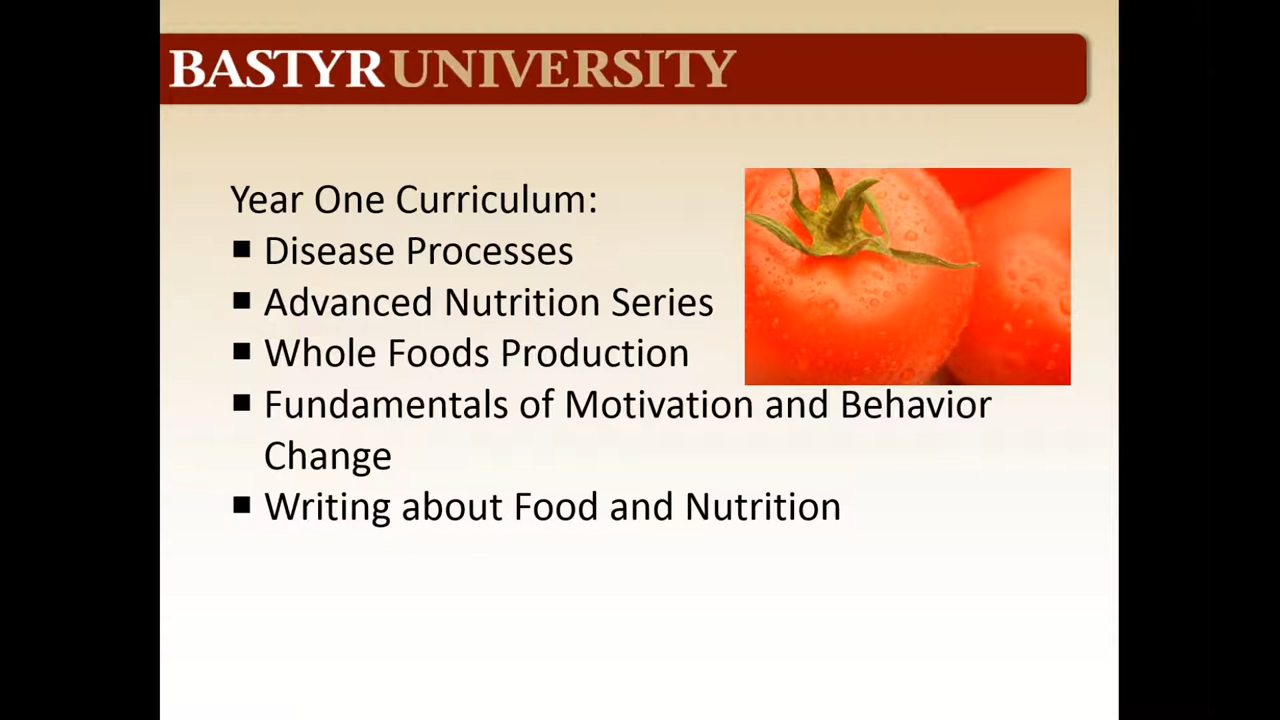 BASTYR UNIVERSITY
Year One Curriculum:
■ Disease Processes
■ Advanced Nutrition Series
■ Whole Foods Production
■ Fundamentals of Motivation and Behavior
Change
■ Writing about Food and Nutrition